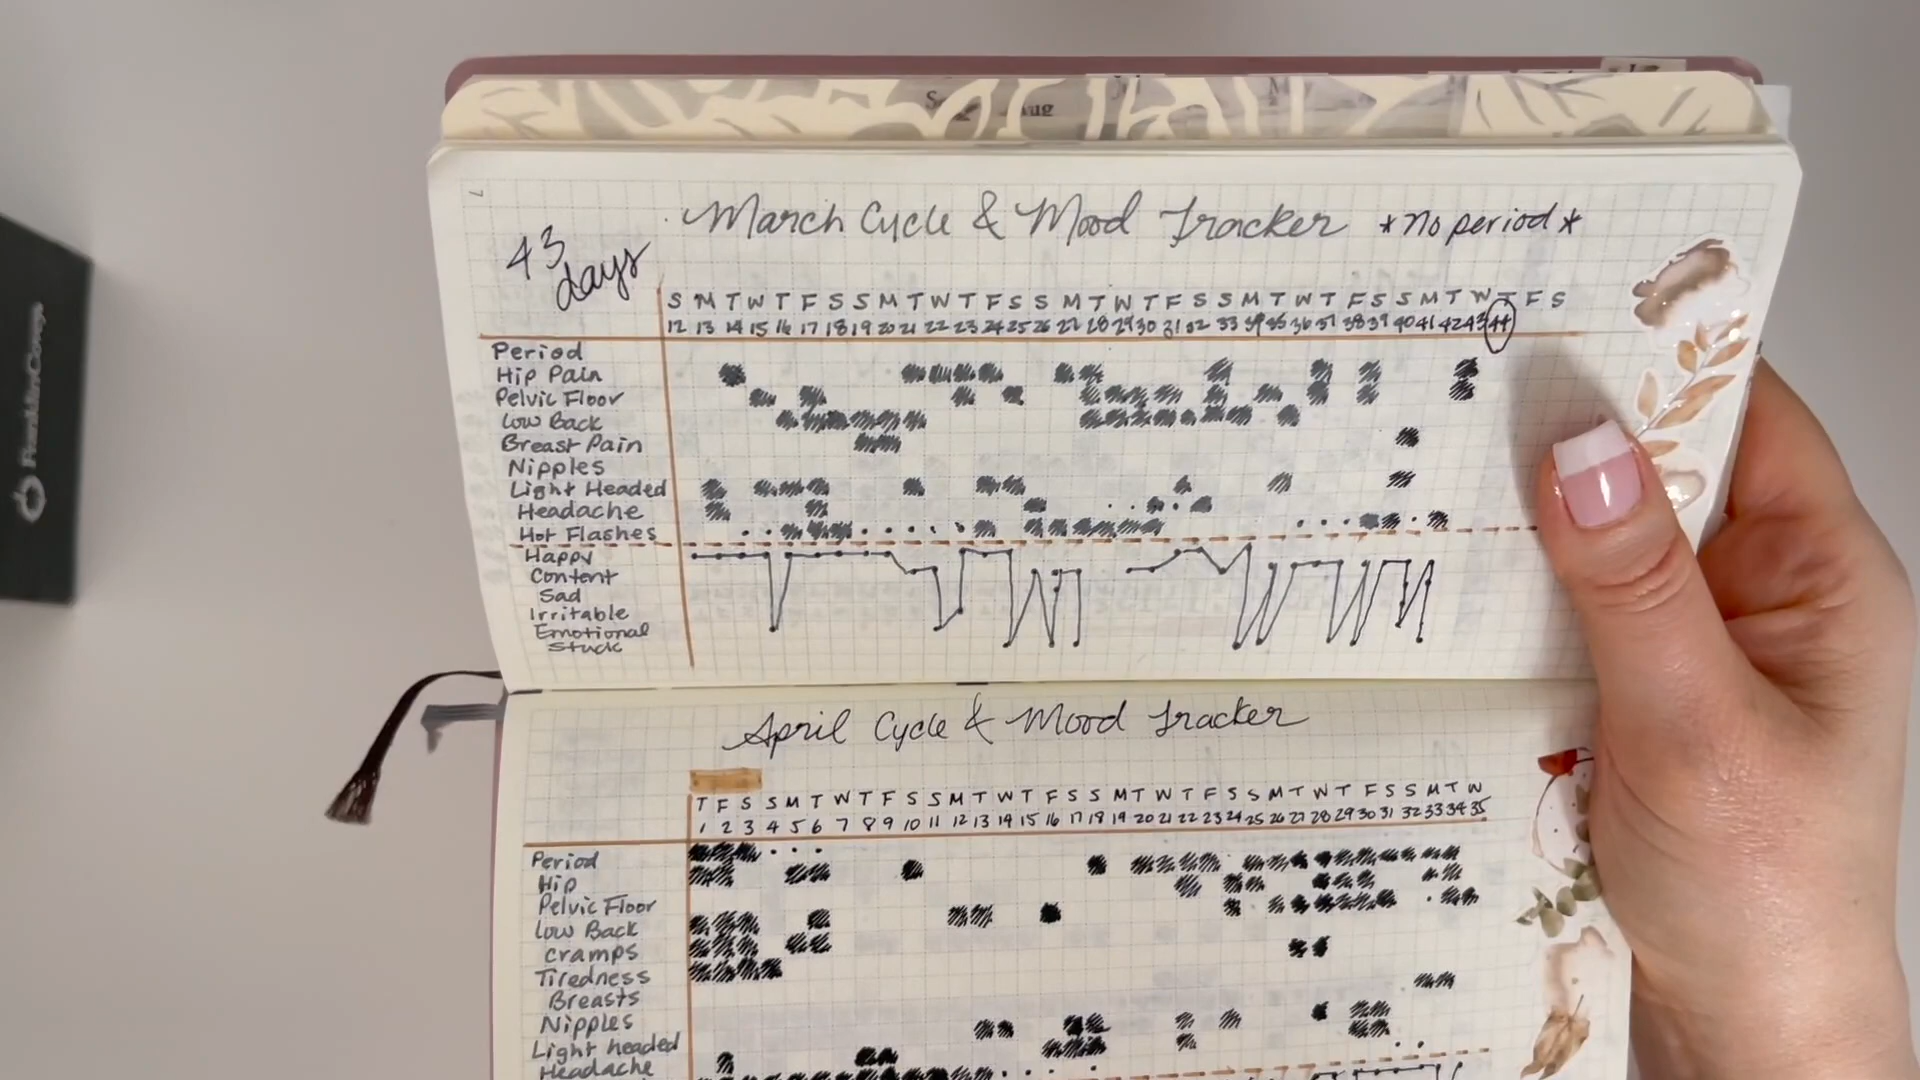 FranklinCovey
Aug
7
March Cycle & Mood Tracker *No period*
43 days
S M T W T F S S M T W T F S S M T W T F S S M T W T F S S M T W T F S
12 13 14 15 16 17 18 19 20 21 22 23 24 25 26 27 28 29 30 31 32 33 34 35 36 37 38 39 40 41 42 43 44
Period
Hip Pain
Pelvic Floor
Low Back
Breast Pain
Nipples
Light Headed
Headache
Hot Flashes
Happy
Content
Sad
Irritable
Emotional
Stuck
April Cycle & Mood Tracker
T F S S M T W T F S S M T W T F S S M T W T F S S M T W T F S S M T W
1 2 3 4 5 6 7 8 9 10 11 12 13 14 15 16 17 18 19 20 21 22 23 24 25 26 27 28 29 30 31 32 33 34 35
Period
Hip
Pelvic Floor
Low Back
Cramps
Tiredness
Breasts
Nipples
Light headed
Headache